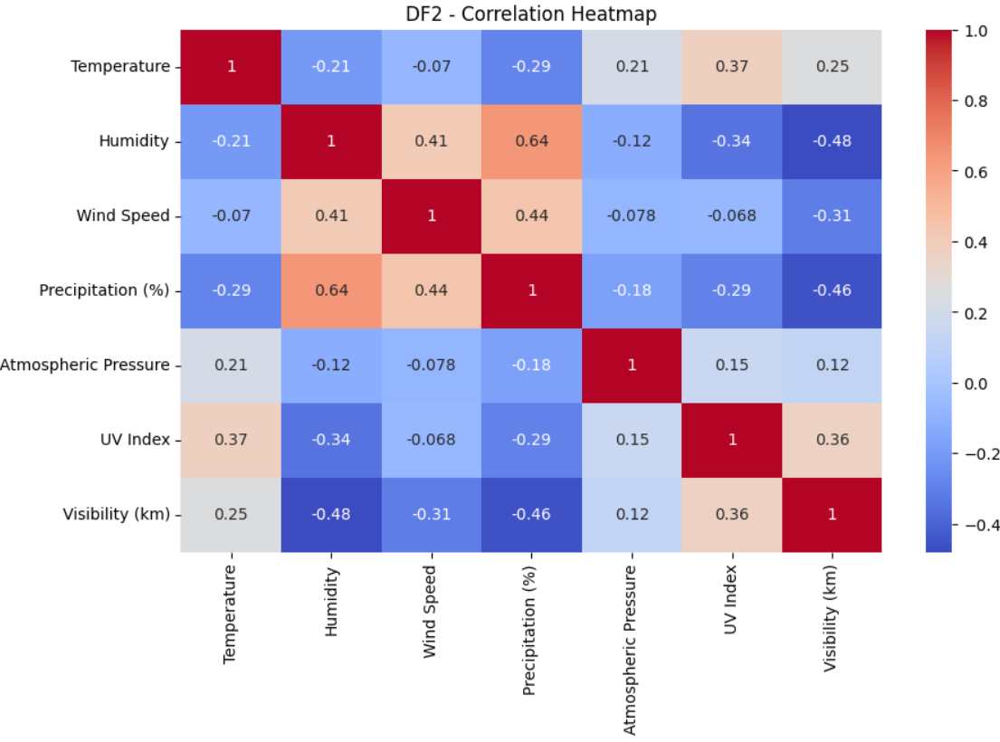 DF2 - Correlation Heatmap
Temperature 1 -0.21 -0.07 -0.29 0.21 0.37 0.25
Humidity -0.21 1 0.41 0.64 -0.12 -0.34 -0.48
Wind Speed -0.07 0.41 1 0.44 -0.078 -0.068 -0.31
Precipitation (%) -0.29 0.64 0.44 1 -0.18 -0.29 -0.46
Atmospheric Pressure 0.21 -0.12 -0.078 -0.18 1 0.15 0.12
UV Index 0.37 -0.34 -0.068 -0.29 0.15 1 0.36
Visibility (km) 0.25 -0.48 -0.31 -0.46 0.12 0.36 1
Temperature
Humidity
Wind Speed
Precipitation (%)
Atmospheric Pressure
UV Index
Visibility (km)
1.0
0.8
0.6
0.4
0.2
0.0
−0.2
−0.4